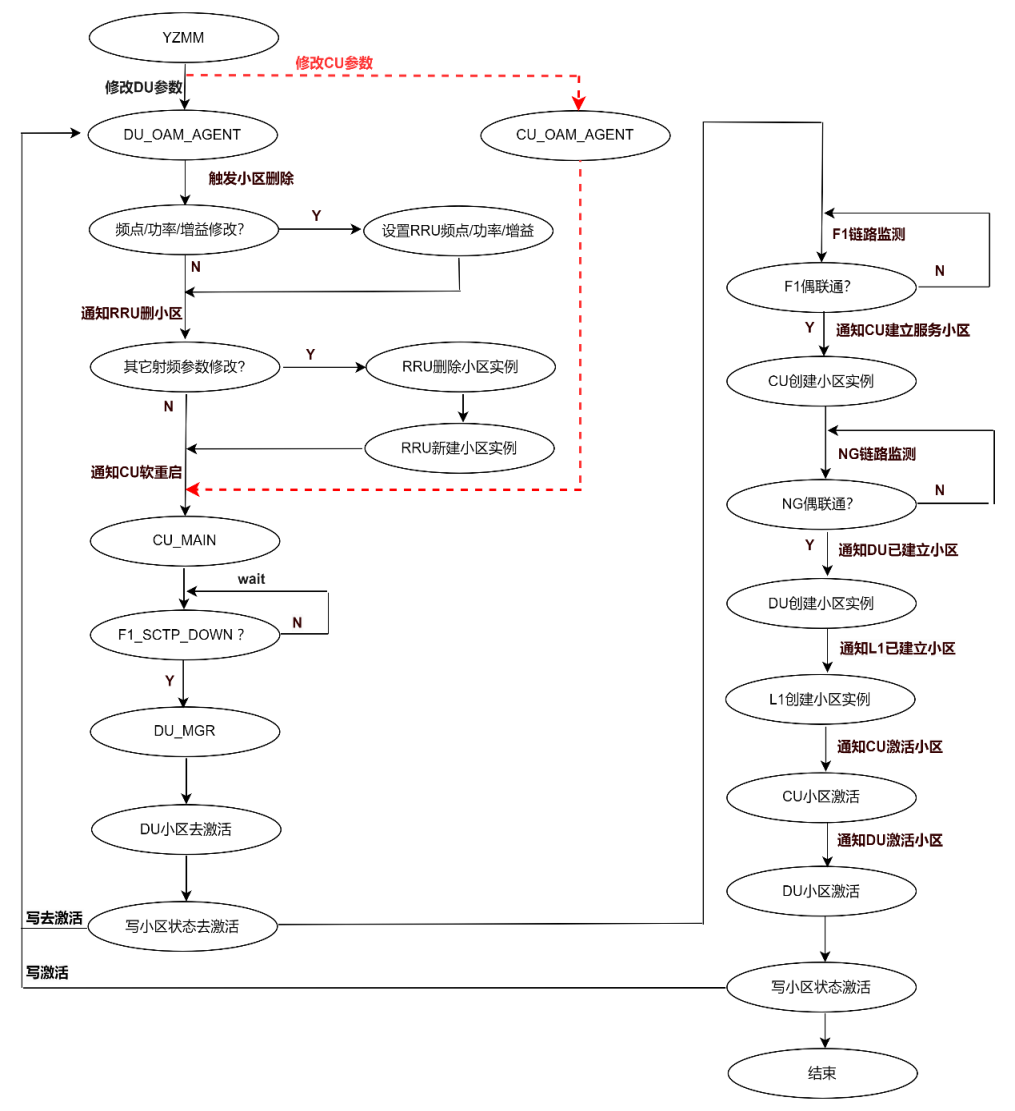 YZMM
修改CU参数
修改DU参数
DU_OAM_AGENT
CU_OAM_AGENT
触发小区删除
频点/功率/增益修改?
Y
设置RRU频点/功率/增益
N
通知RRU删小区
其它射频参数修改?
Y
RRU删除小区实例
N
RRU新建小区实例
通知CU软重启
CU_MAIN
wait
F1_SCTP_DOWN ?
N
Y
DU_MGR
DU小区去激活
写去激活
写小区状态去激活
写激活
F1链路监测
F1偶联通?
N
Y
通知CU建立服务小区
CU创建小区实例
NG链路监测
NG偶联通?
N
Y
通知DU已建立小区
DU创建小区实例
通知L1已建立小区
L1创建小区实例
通知CU激活小区
CU小区激活
通知DU激活小区
DU小区激活
写小区状态激活
结束